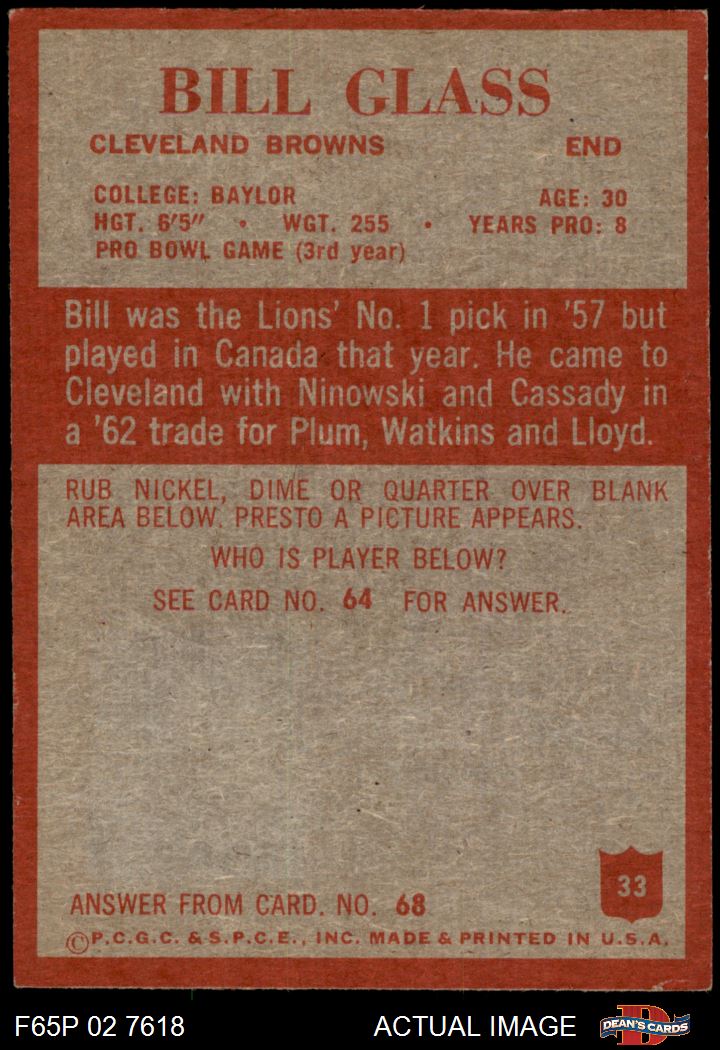 BILL GLASS
CLEVELAND BROWNS END
COLLEGE: BAYLOR AGE: 30
HGT. 6'5" • WGT. 255 • YEARS PRO: 8
PRO BOWL GAME (3rd year)
Bill was the Lions' No. 1 pick in '57 but
played in Canada that year. He came to
Cleveland with Ninowski and Cassady in
a '62 trade for Plum, Watkins and Lloyd.
RUB NICKEL, DIME OR QUARTER OVER BLANK
AREA BELOW. PRESTO A PICTURE APPEARS.
WHO IS PLAYER BELOW?
SEE CARD NO. 64 FOR ANSWER.
33
ANSWER FROM CARD. NO. 68
©P.C.G.C. & S.P.C.E., INC. MADE & PRINTED IN U.S.A.
F65P 02 7618 ACTUAL IMAGE D DEAN'S CARDS